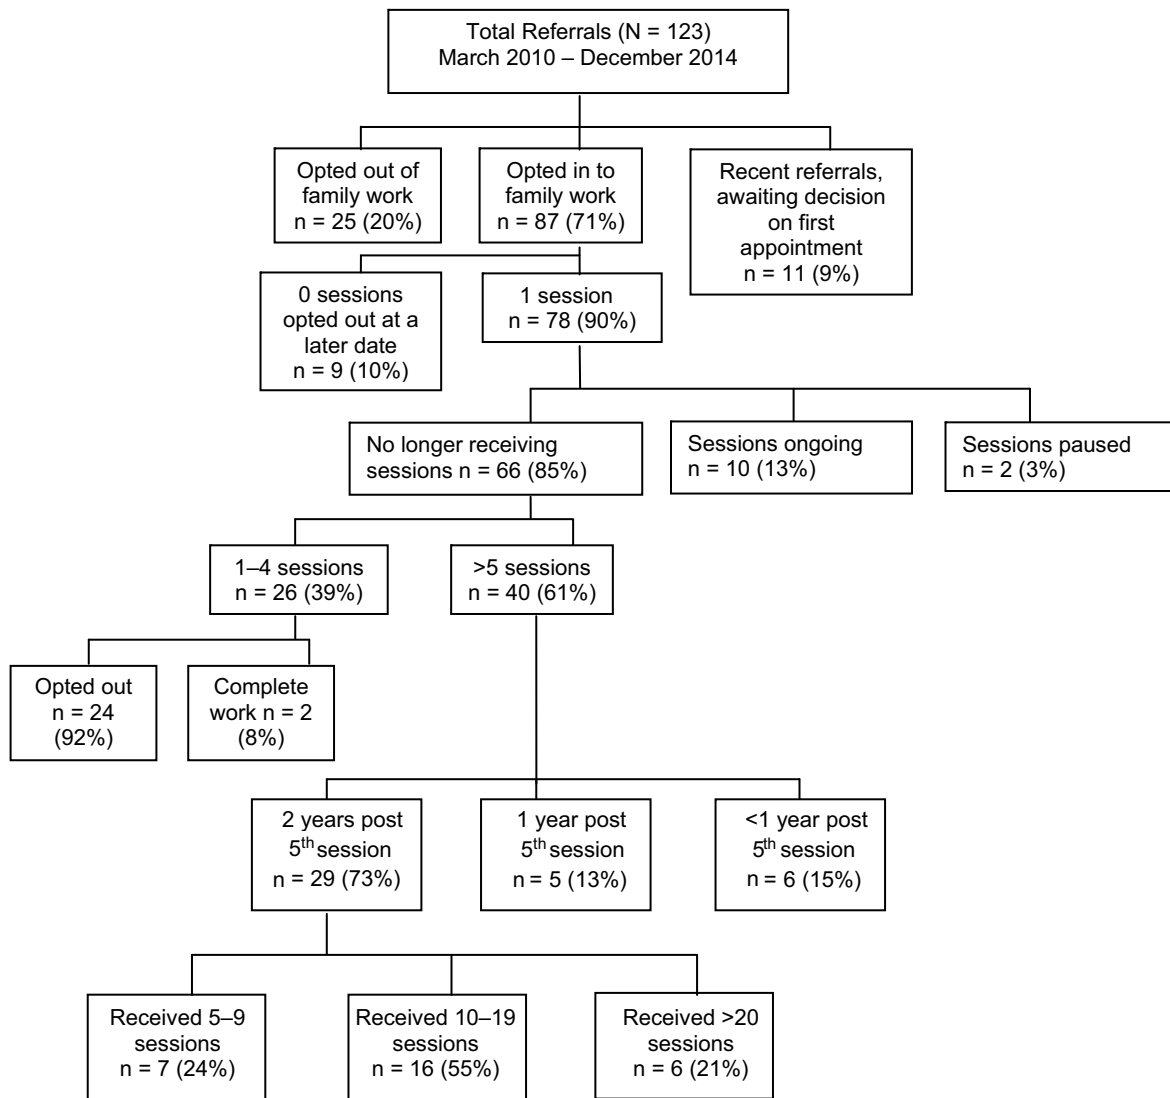 Total Referrals (N = 123)
March 2010 – December 2014
Opted out of
family work
n = 25 (20%)
Opted in to
family work
n = 87 (71%)
Recent referrals,
awaiting decision
on first
appointment
n = 11 (9%)
0 sessions
opted out at a
later date
n = 9 (10%)
1 session
n = 78 (90%)
No longer receiving
sessions n = 66 (85%)
Sessions ongoing
n = 10 (13%)
Sessions paused
n = 2 (3%)
1–4 sessions
n = 26 (39%)
>5 sessions
n = 40 (61%)
Opted out
n = 24
(92%)
Complete
work n = 2
(8%)
2 years post
5th session
n = 29 (73%)
1 year post
5th session
n = 5 (13%)
<1 year post
5th session
n = 6 (15%)
Received 5–9
sessions
n = 7 (24%)
Received 10–19
sessions
n = 16 (55%)
Received >20
sessions
n = 6 (21%)